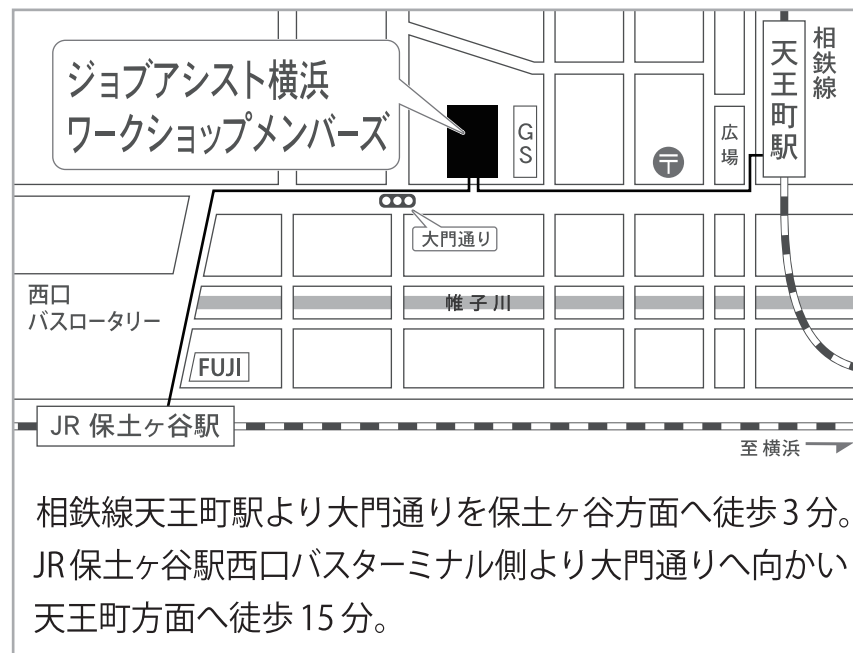 ジョブアシスト横浜
ワークショップメンバーズ
GS
〒
広場
天王町駅
相鉄線
大門通り
西口
バスロータリー
帷子川
FUJI
JR 保土ヶ谷駅
至 横浜
相鉄線天王町駅より大門通りを保土ヶ谷方面へ徒歩 3 分。
JR保土ヶ谷駅西口バスターミナル側より大門通りへ向かい
天王町方面へ徒歩 15 分。